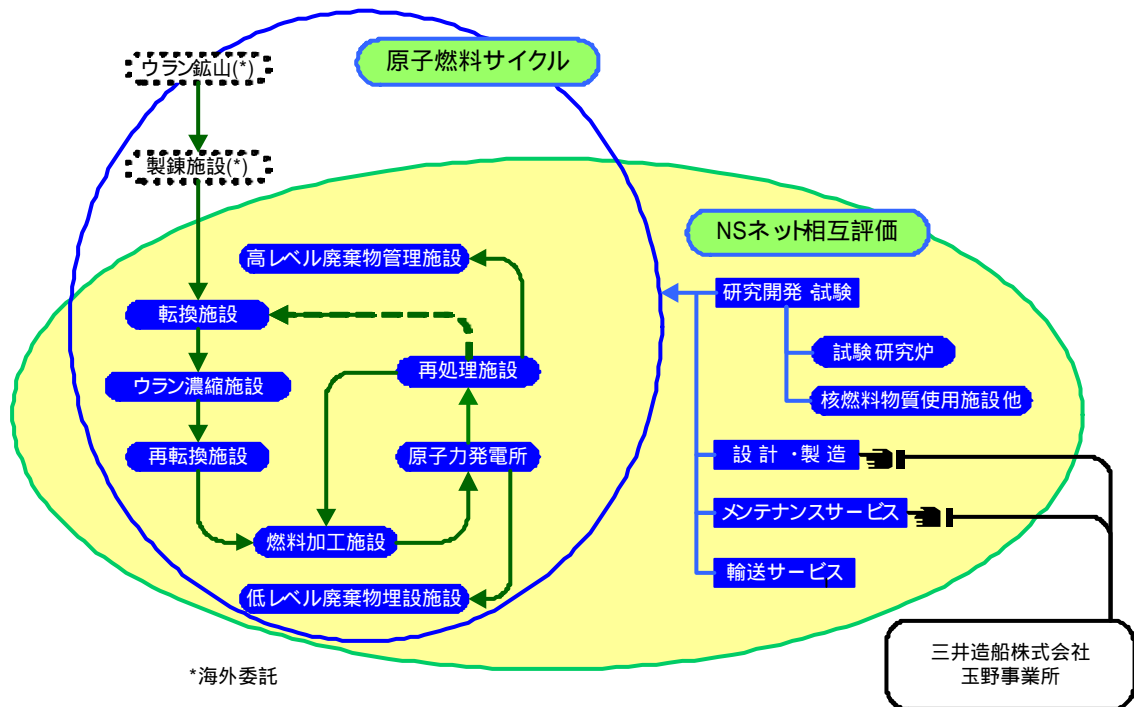 原子燃料サイクル
ウラン鉱山(*)
製錬施設(*)
NSネット相互評価
高レベル廃棄物管理施設
研究開発・試験
転換施設
試験研究炉
再処理施設
ウラン濃縮施設
核燃料物質使用施設他
再転換施設
原子力発電所
設計・製造
メンテナンスサービス
燃料加工施設
輸送サービス
低レベル廃棄物埋設施設
三井造船株式会社
玉野事業所
*海外委託